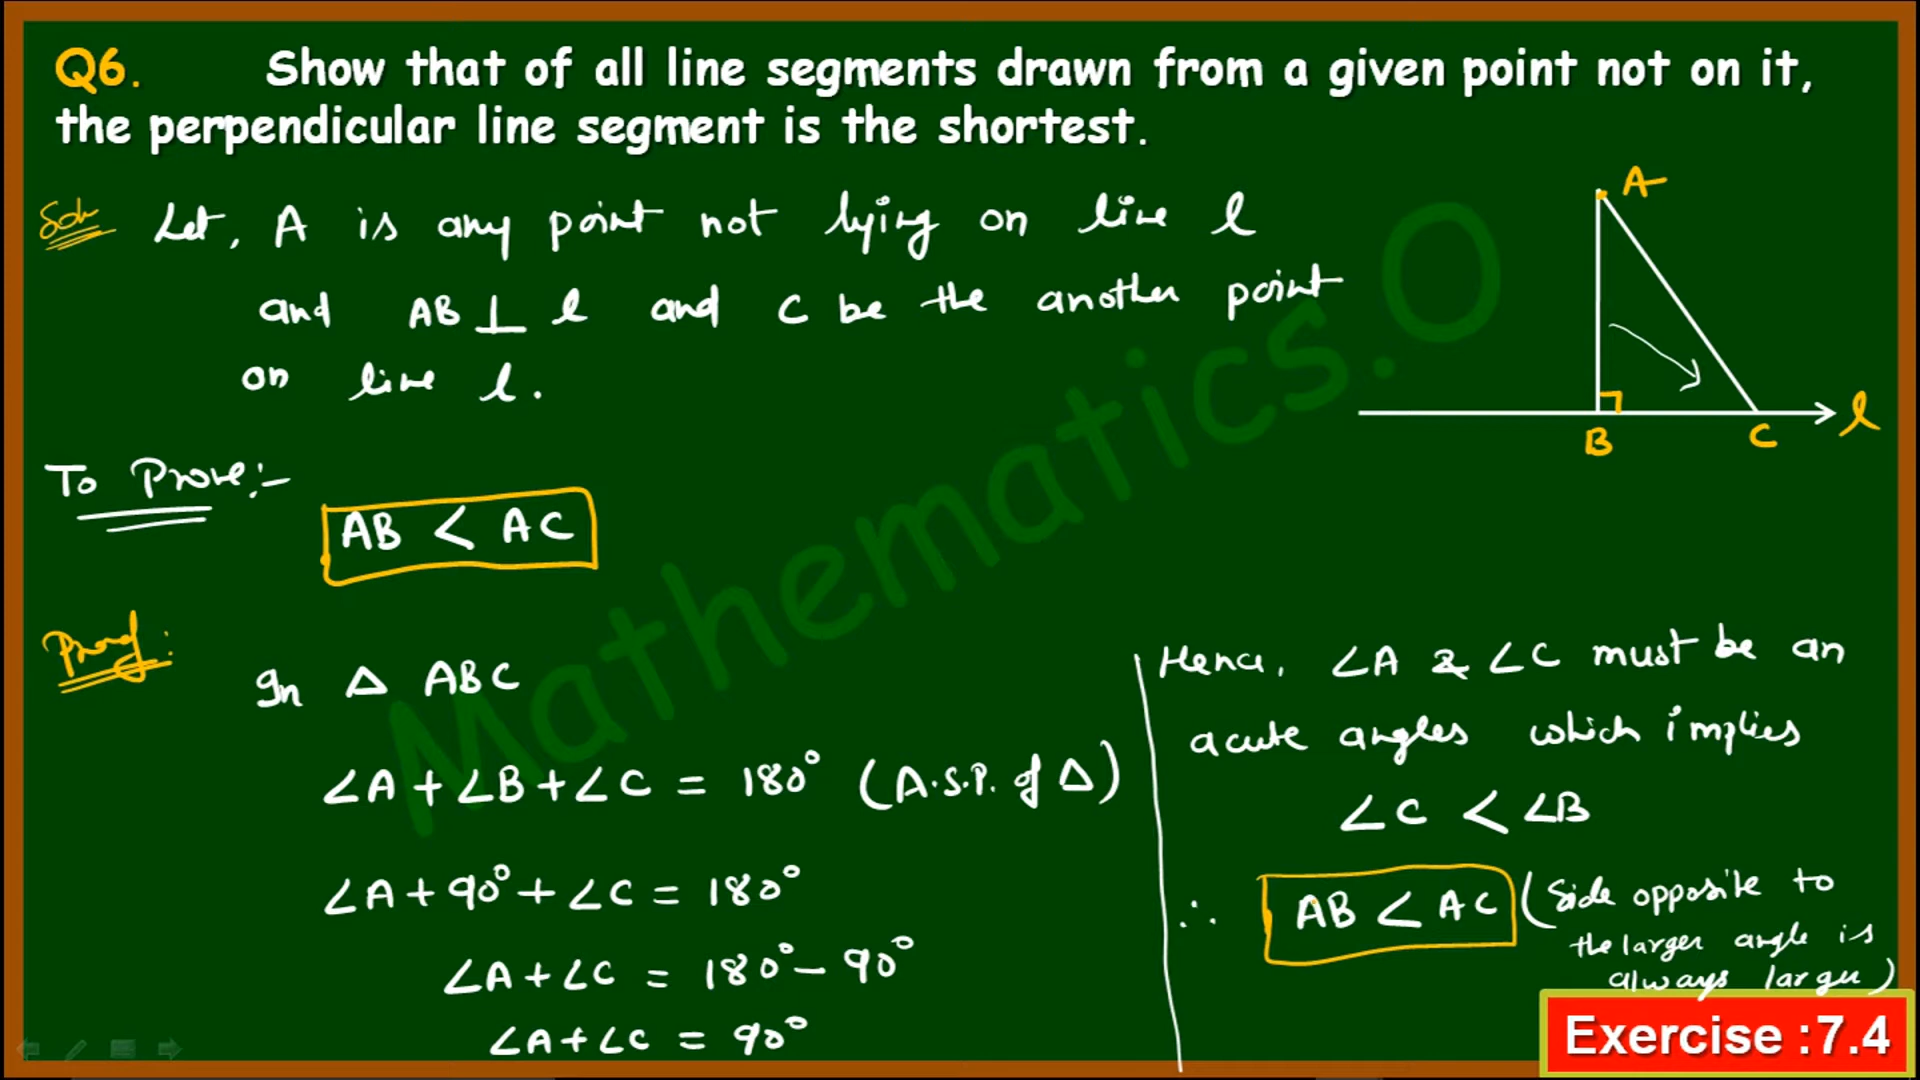 Q6. Show that of all line segments drawn from a given point not on it,
the perpendicular line segment is the shortest.
Soln Let, A is any point not lying on line l
and AB ⊥ l and C be the another point
on line l.
A
B
C
l
To Prove:-
AB < AC
Proof:
In Δ ABC
∠A + ∠B + ∠C = 180° (A.S.P. of Δ)
∠A + 90° + ∠C = 180°
∠A + ∠C = 180° - 90°
∠A + ∠C = 90°
Hence, ∠A & ∠C must be an
acute angles which implies
∠C < ∠B
∴ AB < AC (Side opposite to
the larger angle is
always larger)
Mathematics.O
Exercise :7.4